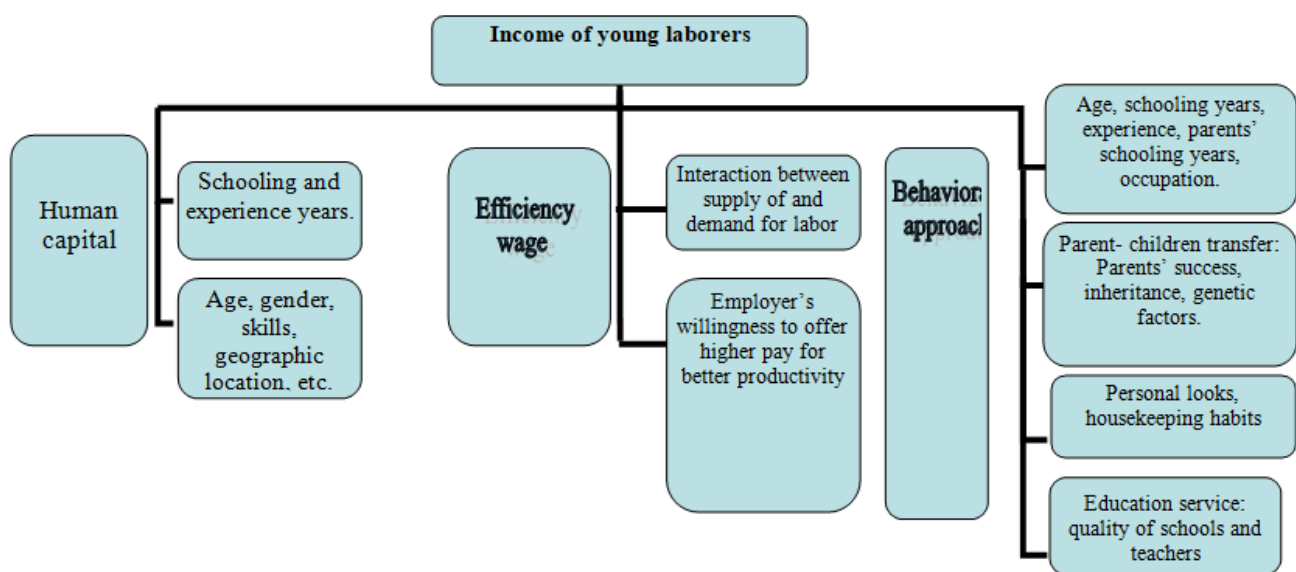 Income of young laborers
Human
capital
Schooling and
experience years.
Age, gender,
skills,
geographic
location, etc.
Efficiency
wage
Interaction between
supply of and
demand for labor
Employer's
willingness to offer
higher pay for
better productivity
Behaviora
approach
Age, schooling years,
experience, parents'
schooling years,
occupation.
Parent- children transfer:
Parents' success,
inheritance, genetic
factors.
Personal looks,
housekeeping habits
Education service:
quality of schools and
teachers